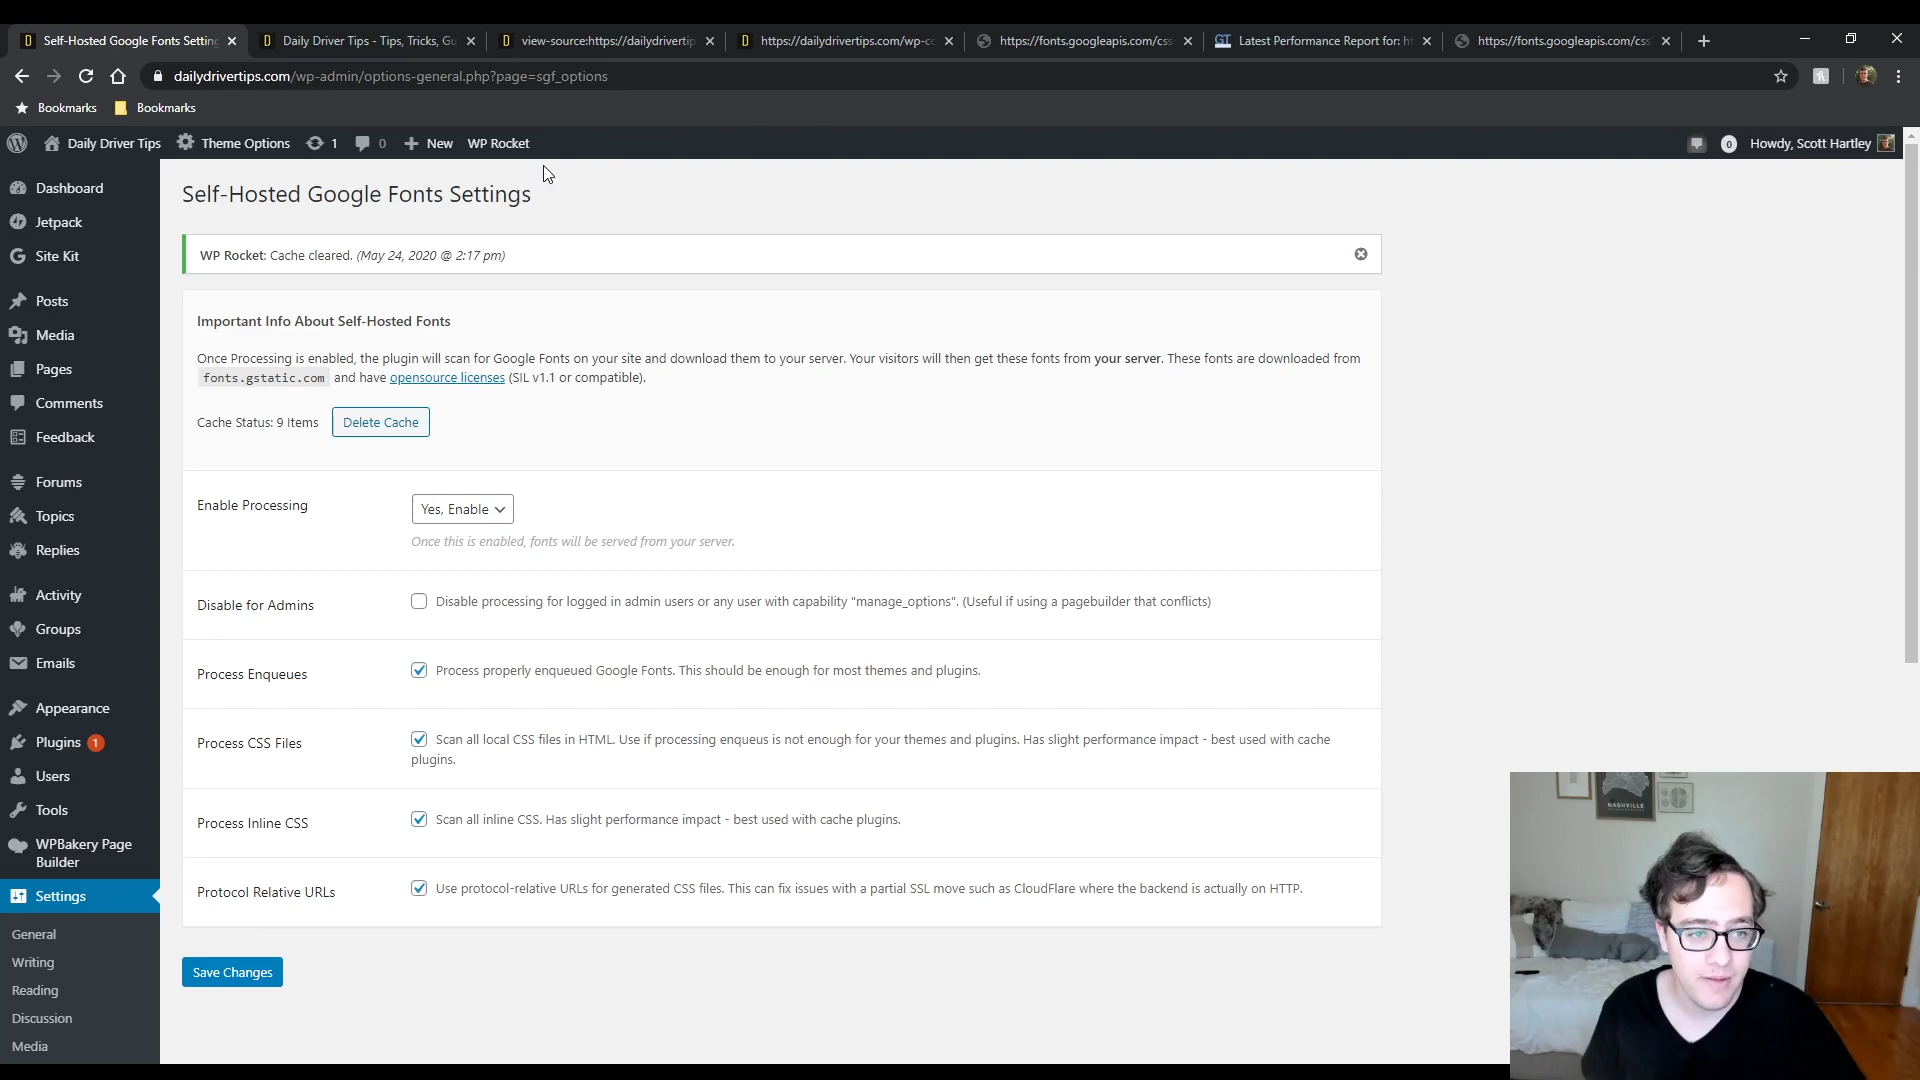 Self-Hosted Google Fonts Setting
Daily Driver Tips - Tips, Tricks, Gu
view-source:https://dailydrivertip
https://dailydrivertips.com/wp-co
https://fonts.googleapis.com/css
GT
Latest Performance Report for: ht
https://fonts.googleapis.com/css
dailydrivertips.com/wp-admin/options-general.php?page=sgf_options
Bookmarks
Bookmarks
Daily Driver Tips
Theme Options
1
0
New
WP Rocket
0
Howdy, Scott Hartley
Dashboard
Jetpack
Site Kit
Posts
Media
Pages
Comments
Feedback
Forums
Topics
Replies
Activity
Groups
Emails
Appearance
Plugins 1
Users
Tools
WPBakery Page
Builder
Settings
General
Writing
Reading
Discussion
Media
Self-Hosted Google Fonts Settings
WP Rocket: Cache cleared. (May 24, 2020 @ 2:17 pm)
Important Info About Self-Hosted Fonts
Once Processing is enabled, the plugin will scan for Google Fonts on your site and download them to your server. Your visitors will then get these fonts from your server. These fonts are downloaded from
fonts.gstatic.com and have opensource licenses (SIL v1.1 or compatible).
Cache Status: 9 Items
Delete Cache
Enable Processing
Yes, Enable
Once this is enabled, fonts will be served from your server.
Disable for Admins
Disable processing for logged in admin users or any user with capability "manage_options". (Useful if using a pagebuilder that conflicts)
Process Enqueues
Process properly enqueued Google Fonts. This should be enough for most themes and plugins.
Process CSS Files
Scan all local CSS files in HTML. Use if processing enqueus is not enough for your themes and plugins. Has slight performance impact - best used with cache
plugins.
Process Inline CSS
Scan all inline CSS. Has slight performance impact - best used with cache plugins.
Protocol Relative URLs
Use protocol-relative URLs for generated CSS files. This can fix issues with a partial SSL move such as CloudFlare where the backend is actually on HTTP.
Save Changes
NASHVILLE